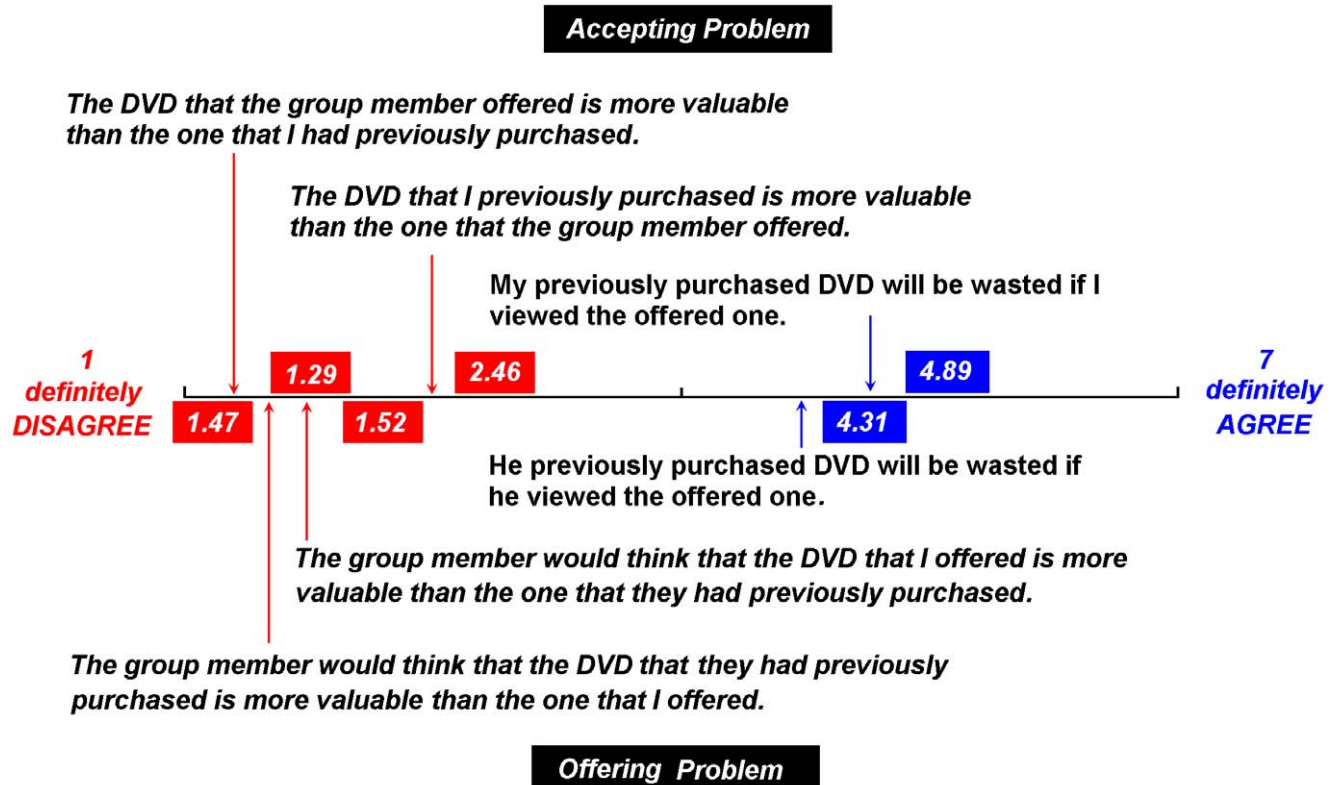 Accepting Problem
The DVD that the group member offered is more valuable
than the one that I had previously purchased.
The DVD that I previously purchased is more valuable
than the one that the group member offered.
My previously purchased DVD will be wasted if I
viewed the offered one.
1
definitely
DISAGREE
1.29
2.46
4.89
7
definitely
AGREE
1.47
1.52
4.31
He previously purchased DVD will be wasted if
he viewed the offered one.
The group member would think that the DVD that I offered is more
valuable than the one that they had previously purchased.
The group member would think that the DVD that they had previously
purchased is more valuable than the one that I offered.
Offering Problem